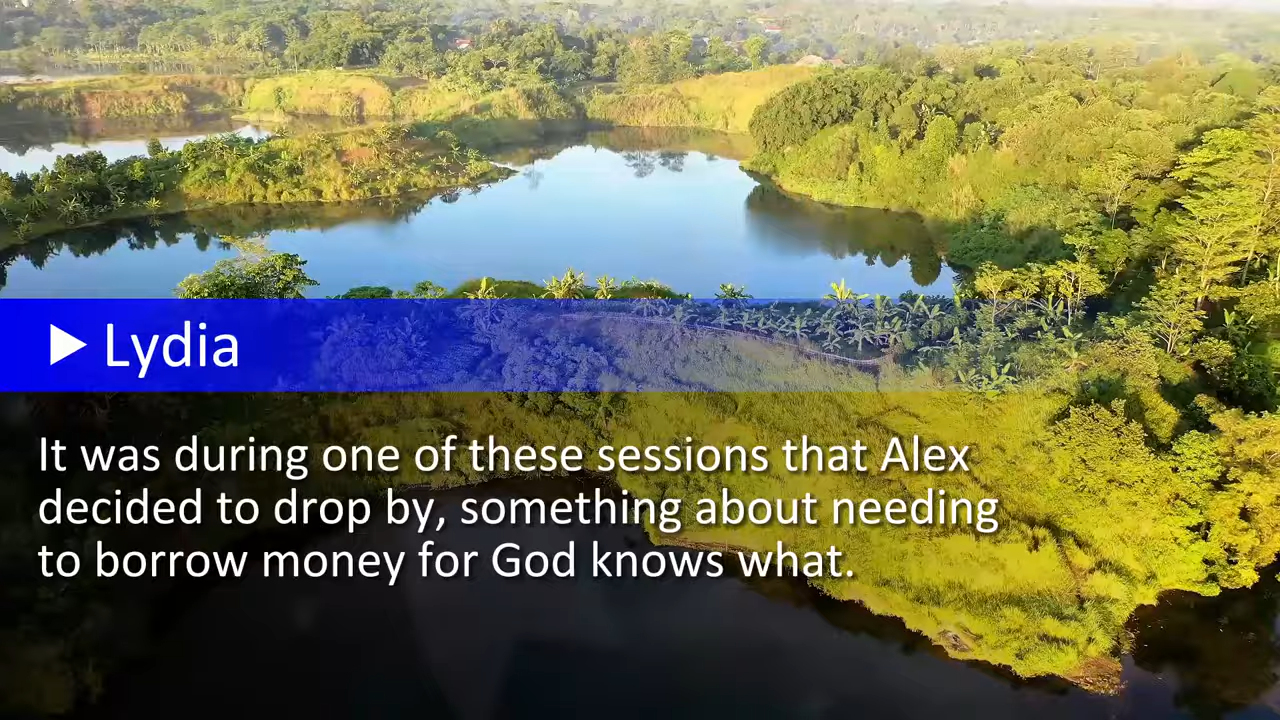 Lydia
It was during one of these sessions that Alex
decided to drop by, something about needing
to borrow money for God knows what.